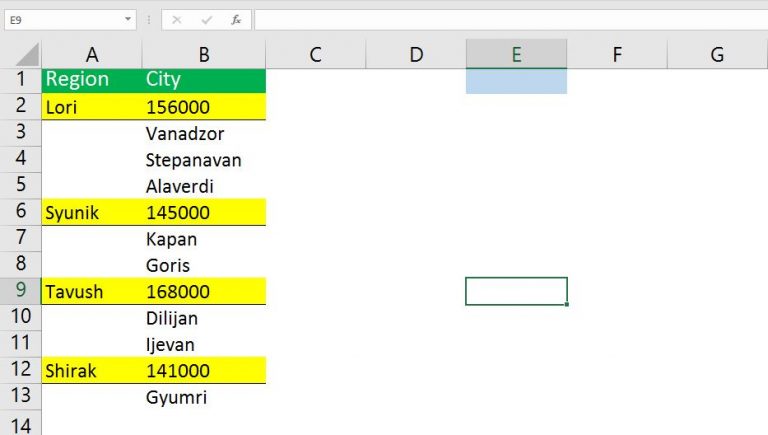 E9 fx
A B C D E F G
1 Region City
2 Lori 156000
3 Vanadzor
4 Stepanavan
5 Alaverdi
6 Syunik 145000
7 Kapan
8 Goris
9 Tavush 168000
10 Dilijan
11 Ijevan
12 Shirak 141000
13 Gyumri
14